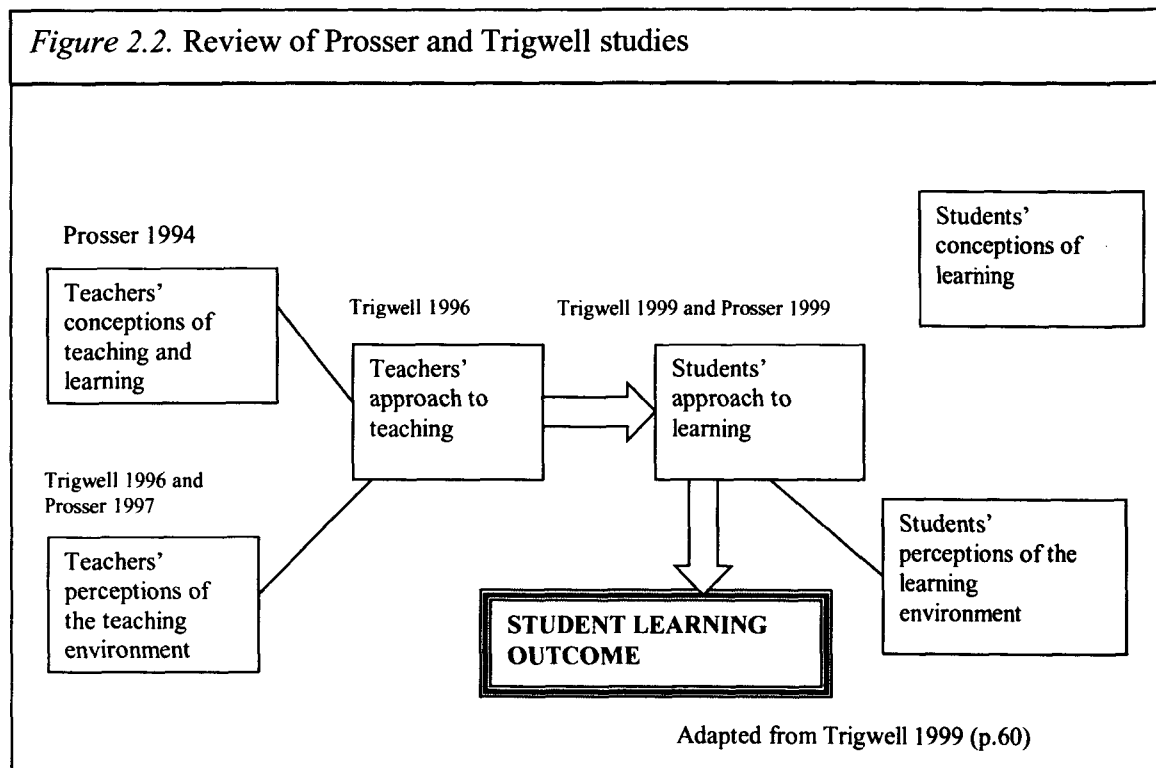 Figure 2.2. Review of Prosser and Trigwell studies
Prosser 1994
Teachers'
conceptions of
teaching and
learning
Trigwell 1996 and
Prosser 1997
Teachers'
perceptions of
the teaching
environment
Trigwell 1996
Teachers'
approach to
teaching
Trigwell 1999 and Prosser 1999
Students'
approach to
learning
Students'
conceptions of
learning
Students'
perceptions of the
learning
environment
STUDENT LEARNING
OUTCOME
Adapted from Trigwell 1999 (p.60)